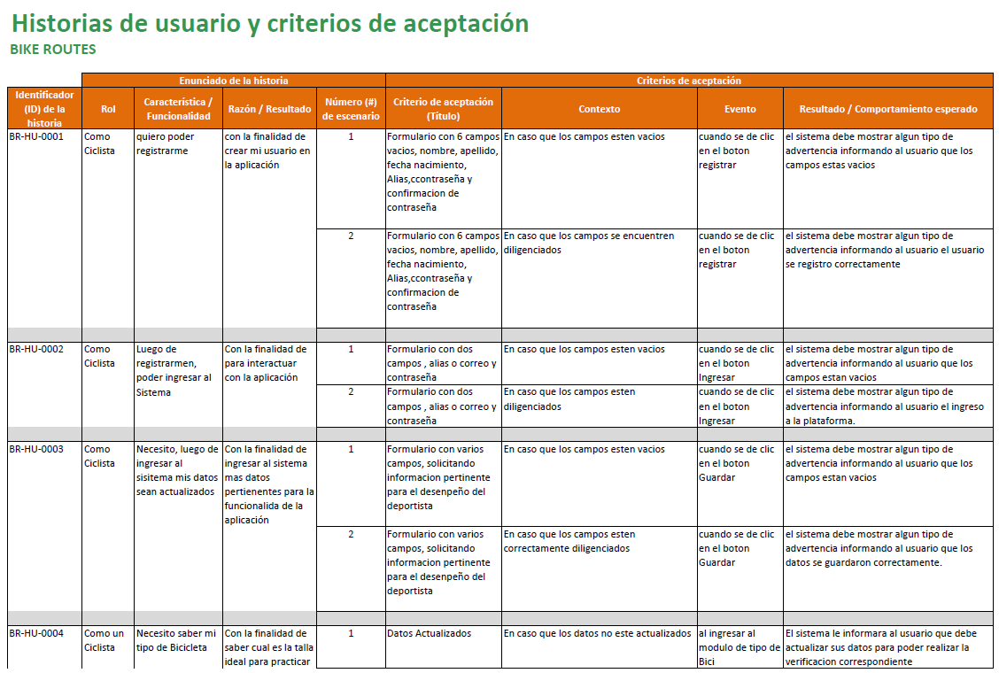 Historias de usuario y criterios de aceptación
BIKE ROUTES
Enunciado de la historia
Criterios de aceptación
Identificador
(ID) de la
historia
Rol
Característica /
Funcionalidad
Razón / Resultado
Número (#)
de escenario
Criterio de aceptación
(Título)
Contexto
Evento
Resultado / Comportamiento esperado
BR-HU-0001
Como
Ciclista
quiero poder
registrarme
con la finalidad de
crear mi usuario en
la aplicación
1
Formulario con 6 campos
vacios, nombre, apellido,
fecha nacimiento,
Alias,ccontraseña y
confirmacion de
contraseña
En caso que los campos esten vacios
cuando se de clic
en el boton
registrar
el sistema debe mostrar algun tipo de
advertencia informando al usuario que los
campos estas vacios
2
Formulario con 6 campos
vacios, nombre, apellido,
fecha nacimiento,
Alias,ccontraseña y
confirmacion de
contraseña
En caso que los campos se encuentren
diligenciados
cuando se de clic
en el boton
registrar
el sistema debe mostrar algun tipo de
advertencia informando al usuario el usuario
se registro correctamente
BR-HU-0002
Como
Ciclista
Luego de
registrarmen,
poder ingresar al
Sistema
Con la finalidad de
para interactuar
con la aplicación
1
Formulario con dos
campos , alias o correo y
contraseña
En caso que los campos esten vacios
cuando se de clic
en el boton
Ingresar
el sistema debe mostrar algun tipo de
advertencia informando al usuario que los
campos estan vacios
2
Formulario con dos
campos , alias o correo y
contraseña
En caso que los campos esten
diligenciados
cuando se de clic
en el boton
Ingresar
el sistema debe mostrar algun tipo de
advertencia informando al usuario el ingreso
a la plataforma.
BR-HU-0003
Como
Ciclista
Necesito, luego de
ingresar al
sisitema mis datos
sean actualizados
Con la finalidad de
ingresar al sistema
mas datos
pertienentes para la
funcionalida de la
aplicación
1
Formulario con varios
campos, solicitando
informacion pertinente
para el desenpeño del
deportista
En caso que los campos esten vacios
cuando se de clic
en el boton
Guardar
el sistema debe mostrar algun tipo de
advertencia informando al usuario que los
campos estan vacios
2
Formulario con varios
campos, solicitando
informacion pertinente
para el desenpeño del
deportista
En caso que los campos esten
correctamente diligenciados
cuando se de clic
en el boton
Guardar
el sistema debe mostrar algun tipo de
advertencia informando al usuario que los
datos se guardaron correctamente.
BR-HU-0004
Como un
Ciclista
Necesito saber mi
tipo de Bicicleta
Con la finalidad de
saber cual es la talla
ideal para practicar
1
Datos Actualizados
En caso que los datos no este actualizados
al ingresar al
modulo de tipo de
Bici
El sistema le informara al usuario que debe
actualizar sus datos para poder realizar la
verificacion correspondiente